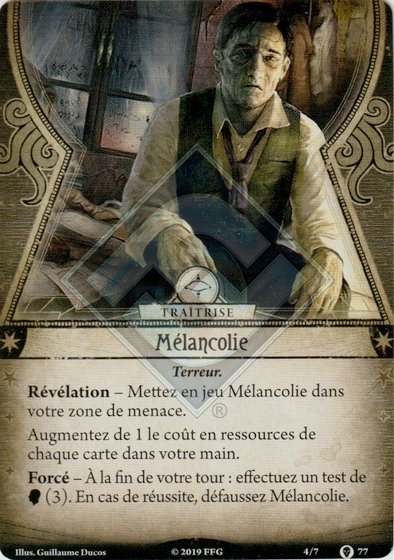 TRAÎTRISE
Mélancolie
Terreur.
Révélation – Mettez en jeu Mélancolie dans
votre zone de menace.
®
Augmentez de 1 le coût en ressources de
chaque carte dans votre main.
Forcé – À la fin de votre tour : effectuez un test de
(3). En cas de réussite, défaussez Mélancolie.
Illus. Guillaume Ducos © 2019 FFG 4/7 77